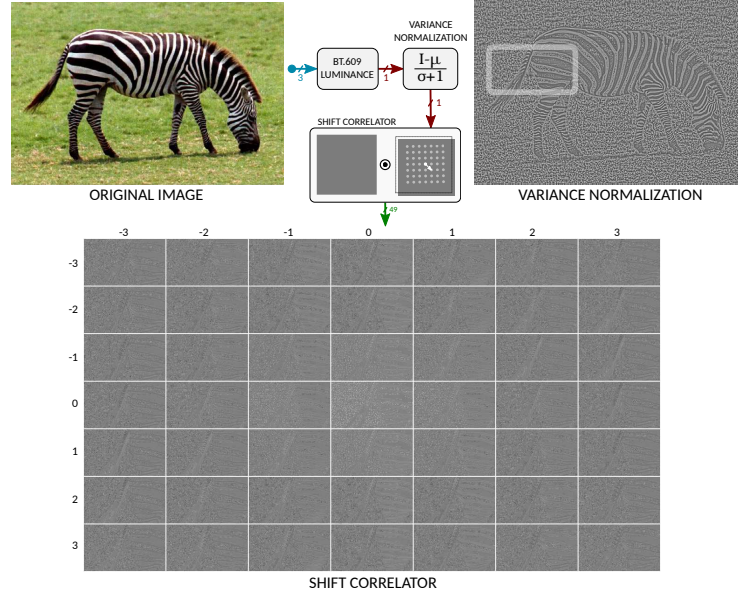 VARIANCE
NORMALIZATION
BT.609
LUMINANCE
I-μ
σ+1
3
1
1
SHIFT CORRELATOR
49
ORIGINAL IMAGE
VARIANCE NORMALIZATION
-3 -2 -1 0 1 2 3
-3
-2
-1
0
1
2
3
SHIFT CORRELATOR